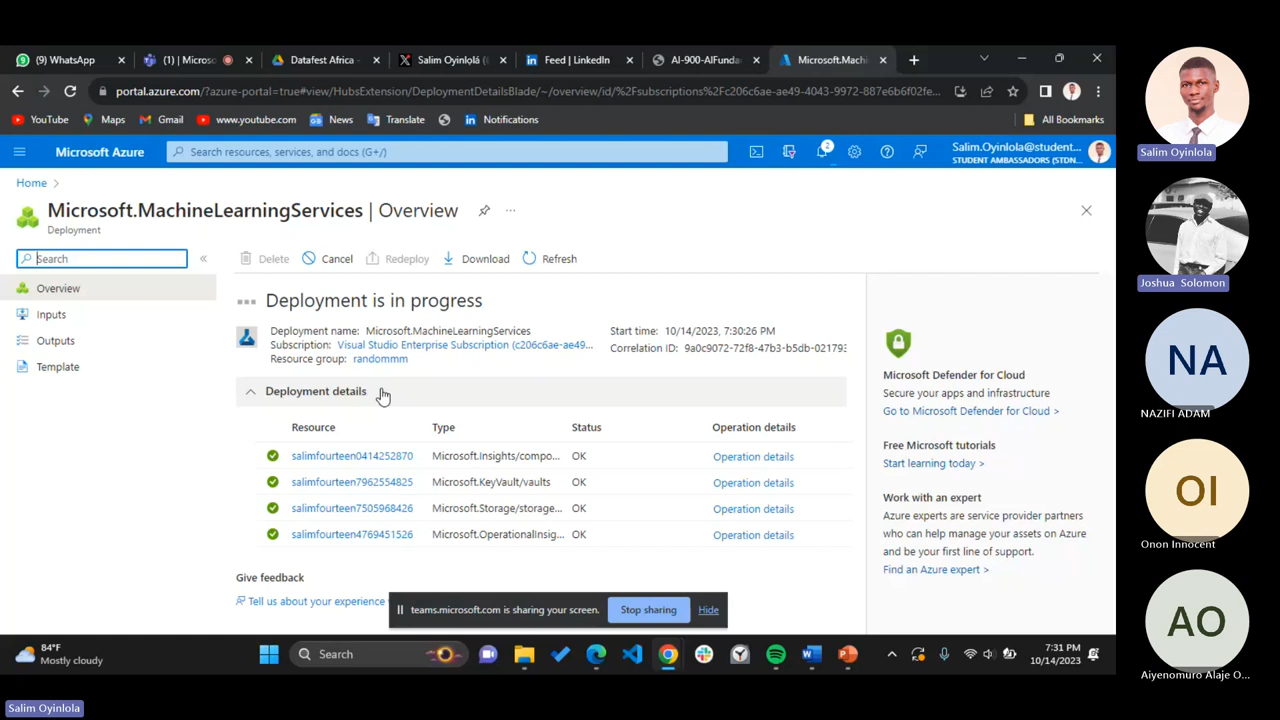 (9) WhatsApp
(1) | Microso
Datafest Africa -
Salim Oyinlọlá (
Feed | LinkedIn
AI-900-AIFunda
Microsoft.Machi
portal.azure.com/?azure-portal=true#view/HubsExtension/DeploymentDetailsBlade/~/overview/id/%2Fsubscriptions%2Fc206c6ae-ae49-4043-9972-887e6b6f02fe...
YouTube
Maps
Gmail
www.youtube.com
News
Translate
Notifications
All Bookmarks
Microsoft Azure
Search resources, services, and docs (G+/)
2
Salim.Oyinlola@student...
STUDENT AMBASSADORS (STDN...
Home
Microsoft.MachineLearningServices | Overview
Deployment
Search
Overview
Inputs
Outputs
Template
Delete
Cancel
Redeploy
Download
Refresh
Deployment is in progress
Deployment name: Microsoft.MachineLearningServices
Subscription: Visual Studio Enterprise Subscription (c206c6ae-ae49...
Resource group: randommm
Start time: 10/14/2023, 7:30:26 PM
Correlation ID: 9a0c9072-72f8-47b3-b5db-021793
Deployment details
Resource Type Status Operation details
salimfourteen0414252870 Microsoft.Insights/compo... OK Operation details
salimfourteen7962554825 Microsoft.KeyVault/vaults OK Operation details
salimfourteen7505968426 Microsoft.Storage/storage... OK Operation details
salimfourteen4769451526 Microsoft.OperationalInsig... OK Operation details
Give feedback
Tell us about your experience
Microsoft Defender for Cloud
Secure your apps and infrastructure
Go to Microsoft Defender for Cloud >
Free Microsoft tutorials
Start learning today >
Work with an expert
Azure experts are service provider partners
who can help manage your assets on Azure
and be your first line of support.
Find an Azure expert >
teams.microsoft.com is sharing your screen.
Stop sharing
Hide
84°F
Mostly cloudy
Search
7:31 PM
10/14/2023
Salim Oyinlola
Salim Oyinlola
Joshua Solomon
NA
NAZIFI ADAM
OI
Onon Innocent
AO
Aiyenomuro Alaje O...